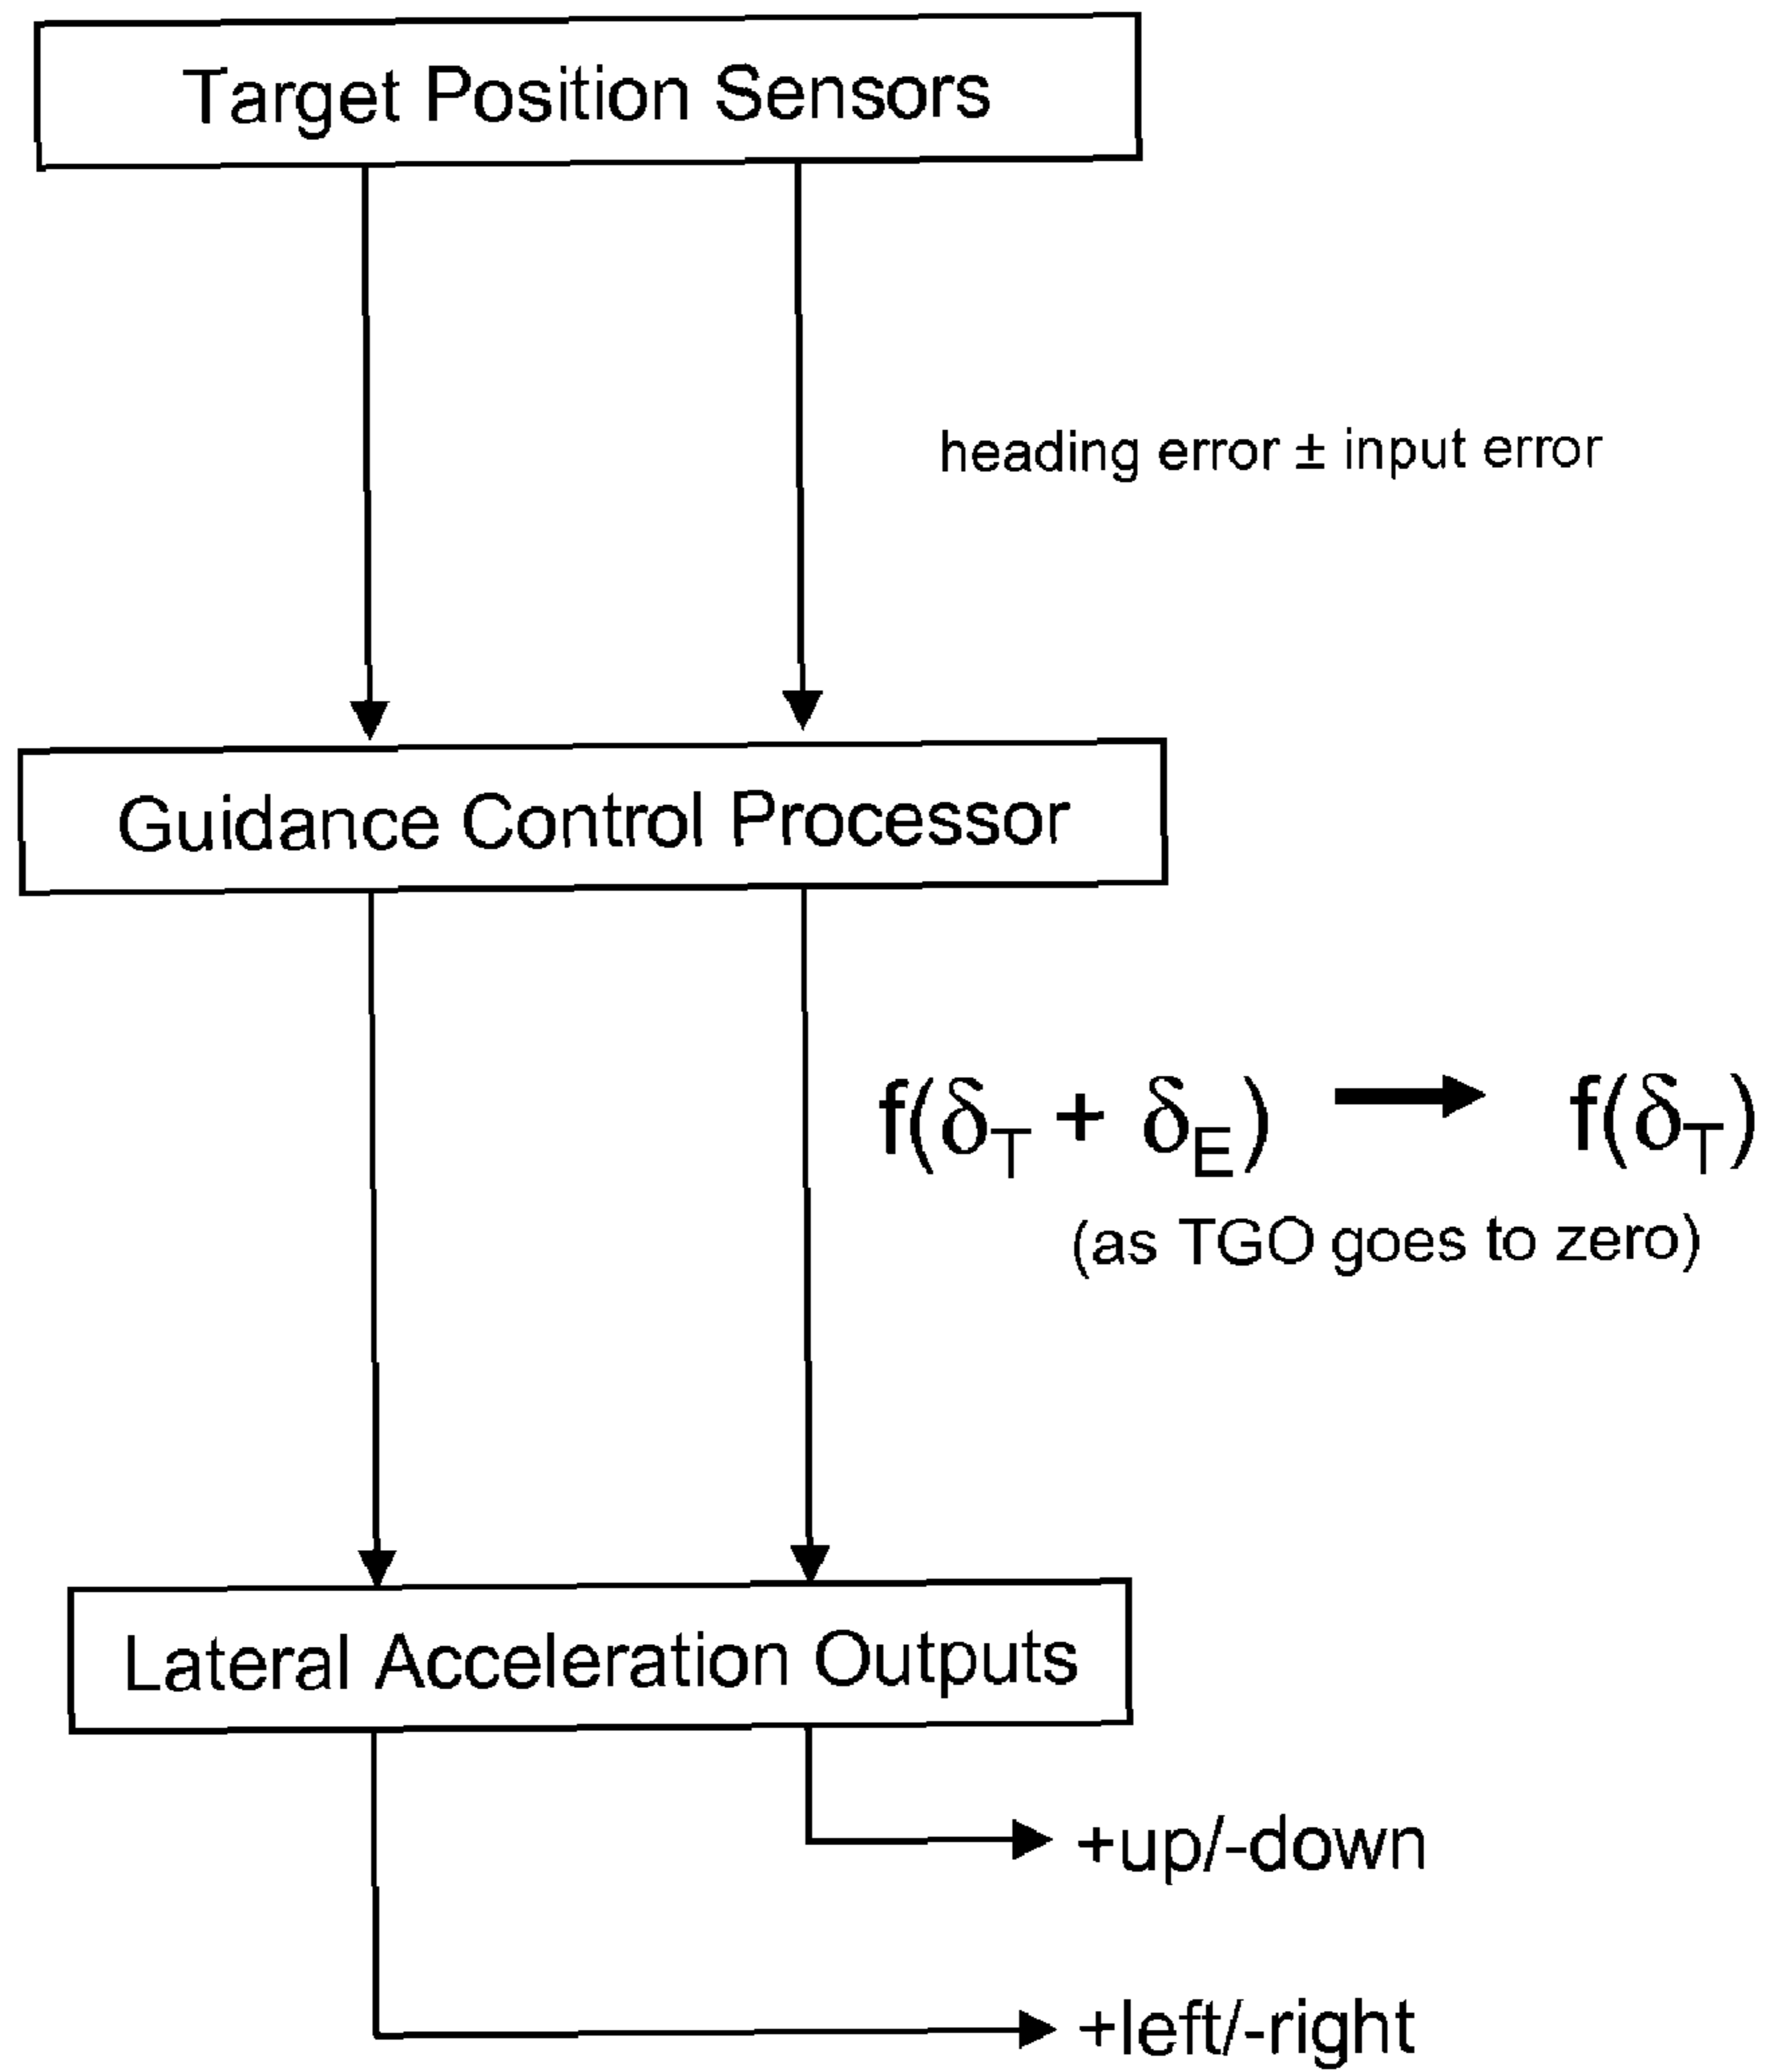 Target Position Sensors
heading error ± input error
Guidance Control Processor
f(δT + δE) → f(δT)
(as TGO goes to zero)
Lateral Acceleration Outputs
+up/-down
+left/-right